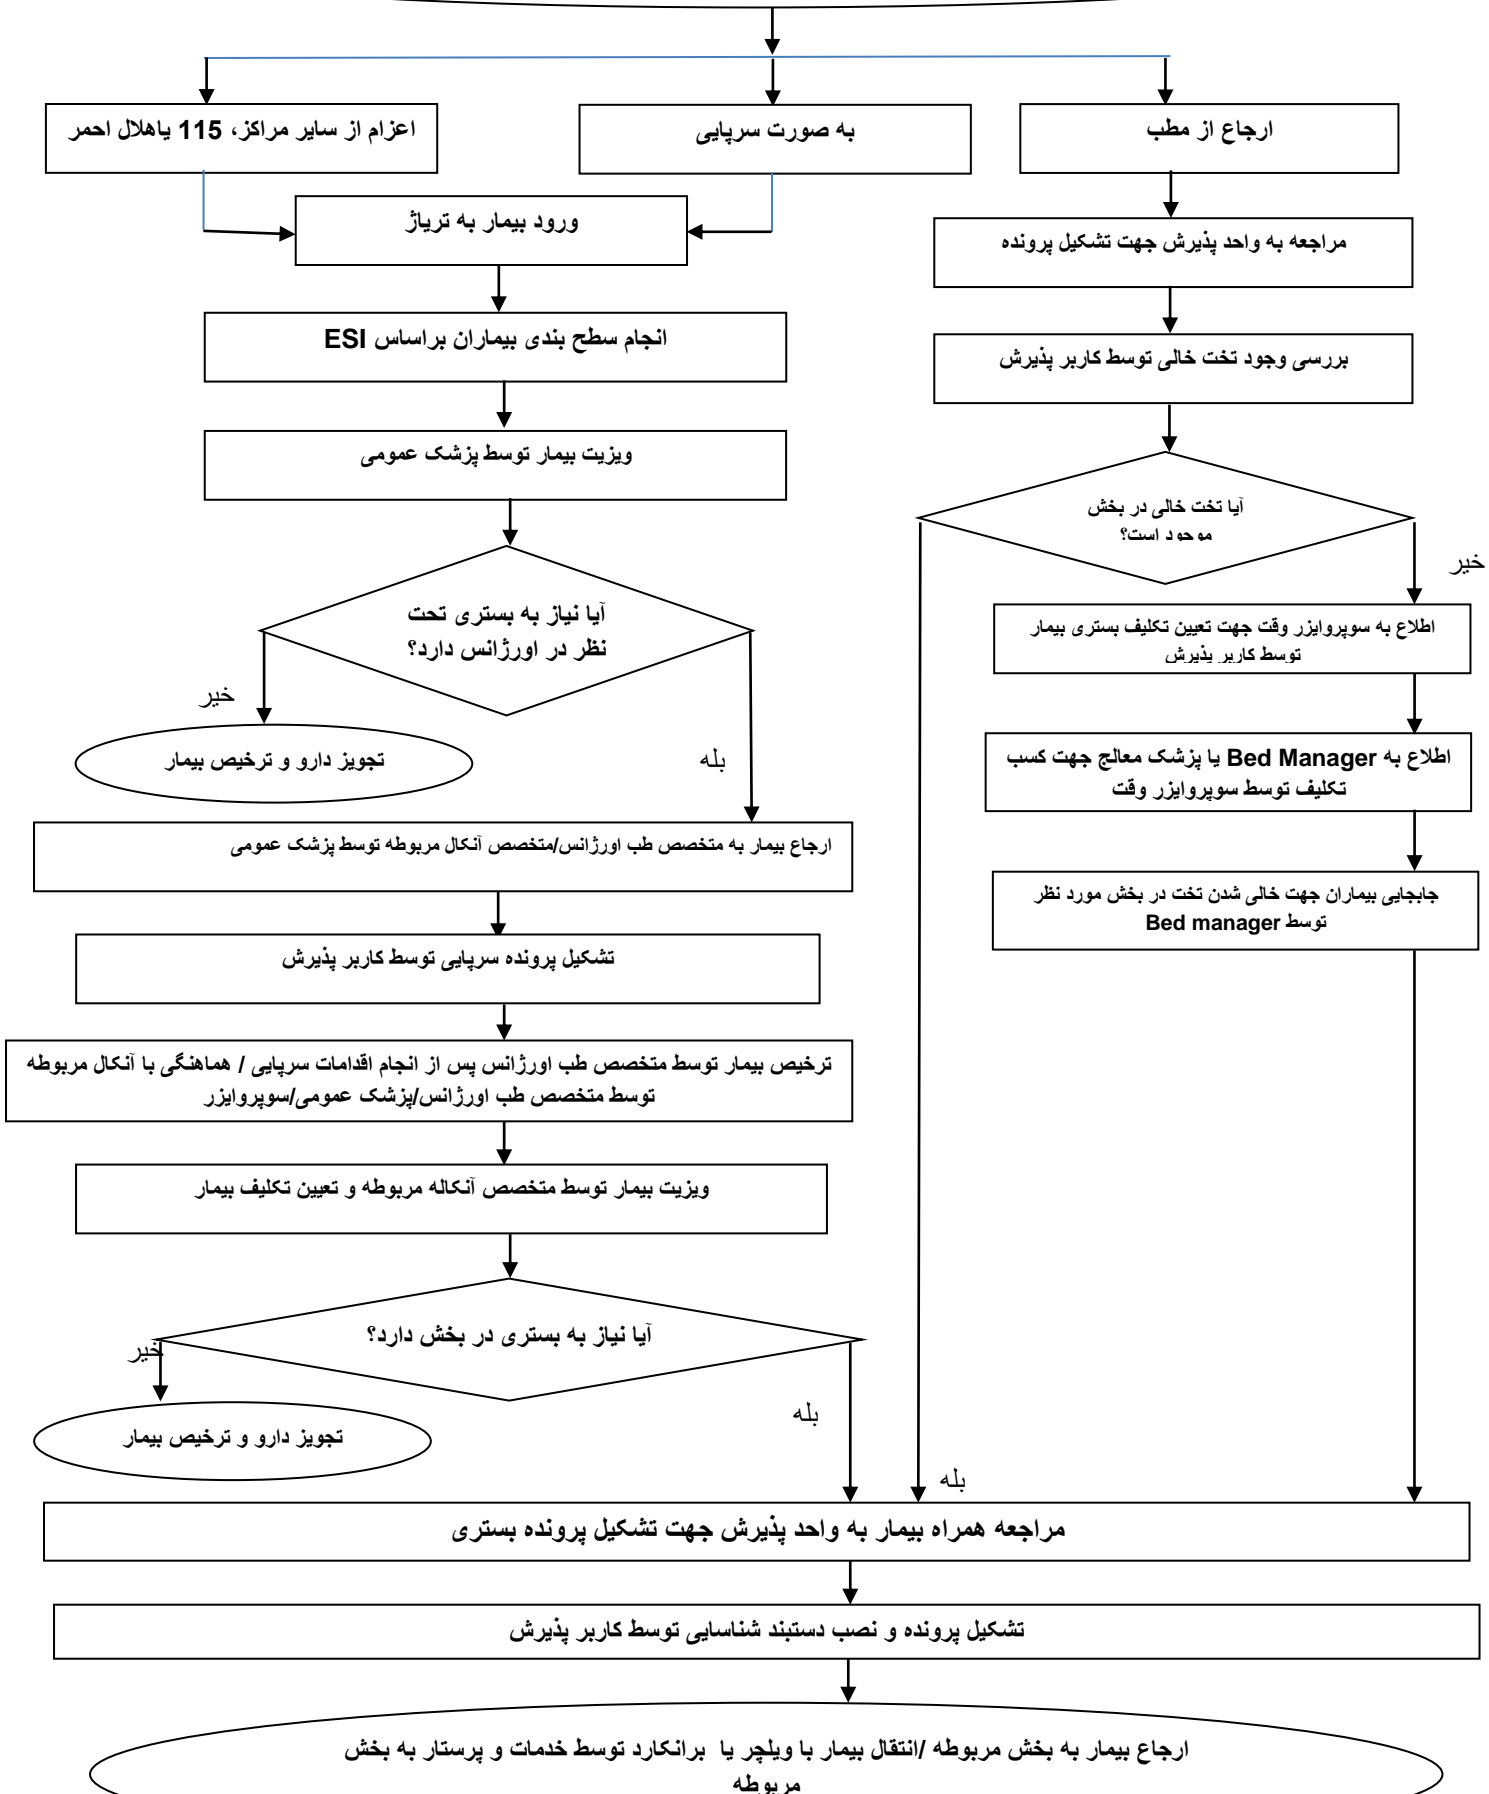 ارجاع از مطب
به صورت سرپایی
اعزام از سایر مراکز، 115 یاهلال احمر
ورود بیمار به تریاژ
مراجعه به واحد پذیرش جهت تشکیل پرونده
انجام سطح بندی بیماران براساس ESI
بررسی وجود تخت خالی توسط کاربر پذیرش
ویزیت بیمار توسط پزشک عمومی
آیا تخت خالی در بخش
موجود است؟
خیر
آیا نیاز به بستری تحت
نظر در اورژانس دارد؟
اطلاع به سوپروایزر وقت جهت تعیین تکلیف بستری بیمار
توسط کاربر پذیرش
خیر
بله
تجویز دارو و ترخیص بیمار
اطلاع به Bed Manager یا پزشک معالج جهت کسب
تکلیف توسط سوپروایزر وقت
ارجاع بیمار به متخصص طب اورژانس/متخصص آنکال مربوطه توسط پزشک عمومی
جابجایی بیماران جهت خالی شدن تخت در بخش مورد نظر
توسط Bed manager
تشکیل پرونده سرپایی توسط کاربر پذیرش
ترخیص بیمار توسط متخصص طب اورژانس پس از انجام اقدامات سرپایی / هماهنگی با آنکال مربوطه
توسط متخصص طب اورژانس/پزشک عمومی/سوپروایزر
ویزیت بیمار توسط متخصص آنکاله مربوطه و تعیین تکلیف بیمار
آیا نیاز به بستری در بخش دارد؟
خیر
بله
تجویز دارو و ترخیص بیمار
بله
مراجعه همراه بیمار به واحد پذیرش جهت تشکیل پرونده بستری
تشکیل پرونده و نصب دستبند شناسایی توسط کاربر پذیرش
ارجاع بیمار به بخش مربوطه /انتقال بیمار با ویلچر یا برانکارد توسط خدمات و پرستار به بخش
مربوطه